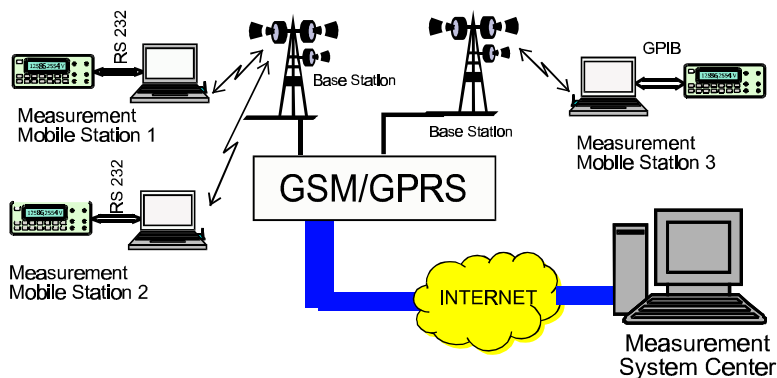 RS 232
GPIB
Base Station
Measurement
Mobile Station 1
Base Station
Measurement
Mobile Station 3
RS 232
GSM/GPRS
Measurement
Mobile Station 2
INTERNET
Measurement
System Center